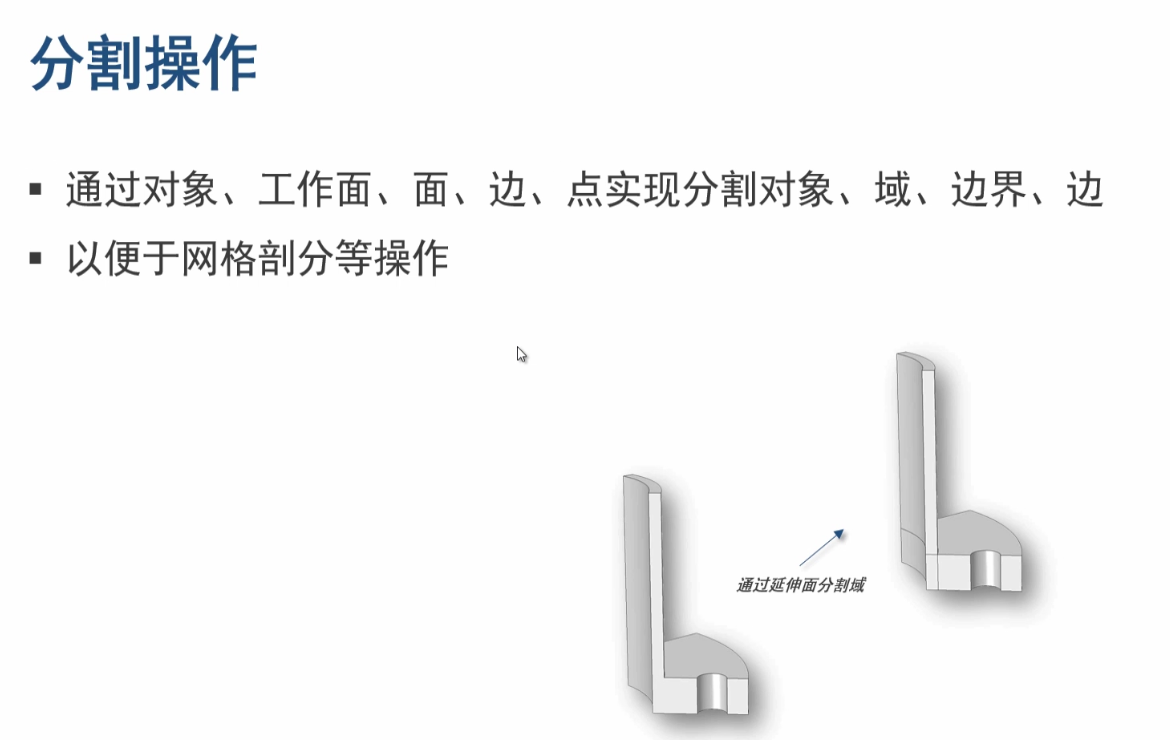 分割操作
通过对象、工作面、面、边、点实现分割对象、域、边界、边
以便于网格剖分等操作
通过延伸面分割域